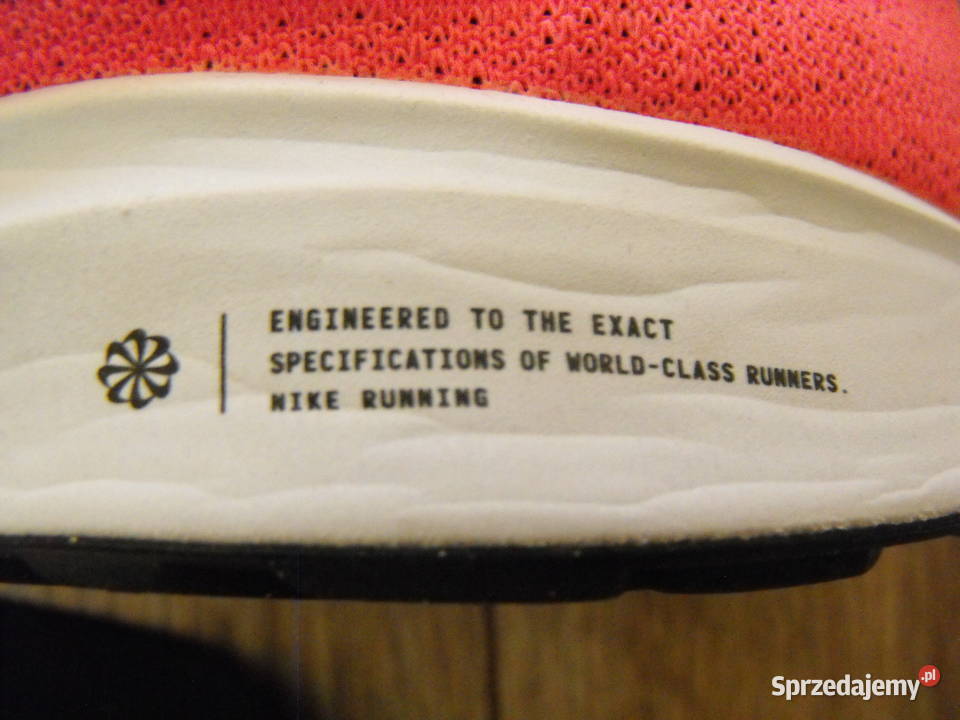 ENGINEERED TO THE EXACT
SPECIFICATIONS OF WORLD-CLASS RUNNERS.
NIKE RUNNING
Sprzedajemy.pl